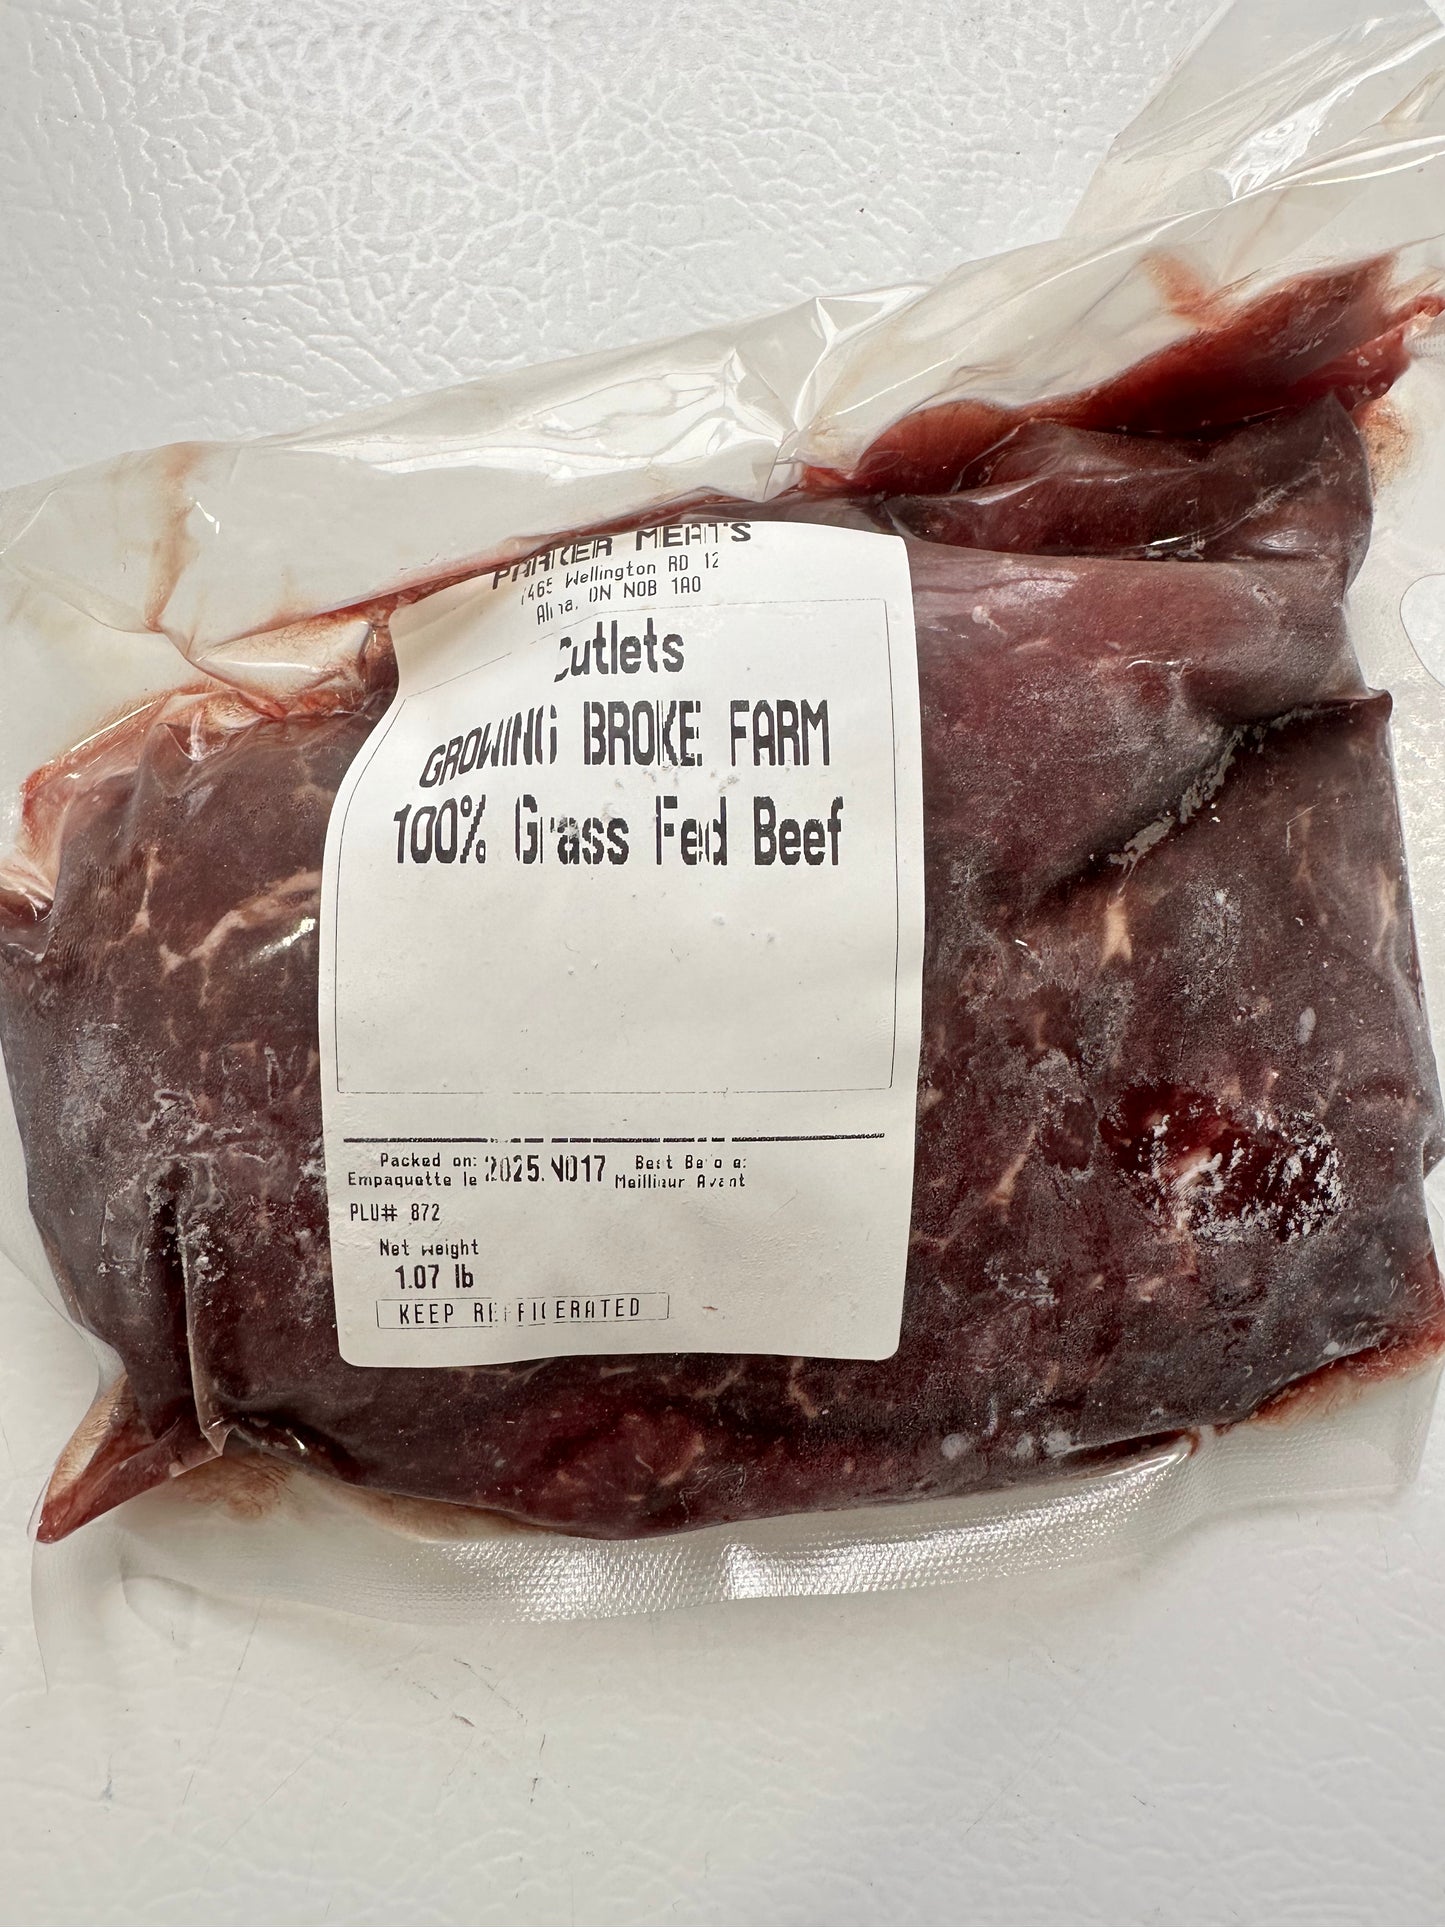 PARKER MEATS
7465 Wellington RD 12
Alma, ON N0B 1A0
Cutlets
GROWING BROKE FARM
100% Grass Fed Beef
Packed on: 2025.NO17 Best Before:
Empaquette le Meilleur Avant
PLU# 872
Net Weight
1.07 lb
KEEP REFRIGERATED